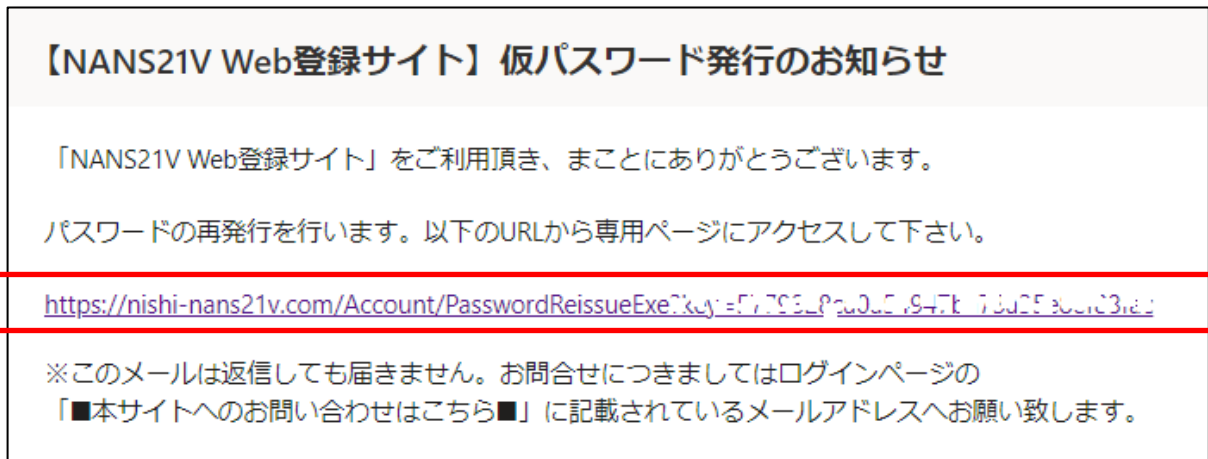 【NANS21V Web登録サイト】仮パスワード発行のお知らせ
「NANS21V Web登録サイト」をご利用頂き、まことにありがとうございます。
パスワードの再発行を行います。以下のURLから専用ページにアクセスして下さい。
https://nishi-nans21v.com/Account/PasswordReissueExe
※このメールは返信しても届きません。お問合せにつきましてはログインページの
「■本サイトへのお問い合わせはこちら■」に記載されているメールアドレスへお願い致します。